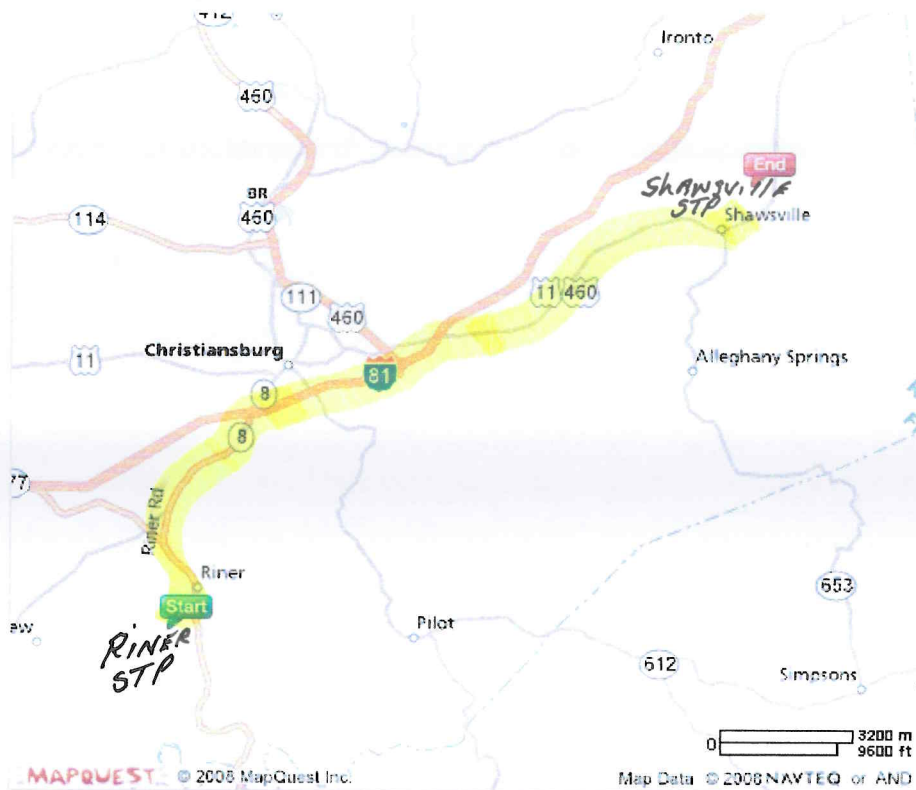 412
Ironto
460
BR
460
114
End
SHAWSVILLE
STP
Shawsville
111
460
11 460
11
Christiansburg
81
Alleghany Springs
8
8
77
Riner Rd
Riner
Start
ew
RINER
STP
Pilot
653
612
Simpsons
0
3200 m
9600 ft
MAPQUEST © 2008 MapQuest Inc.
Map Data © 2008 NAVTEQ or AND